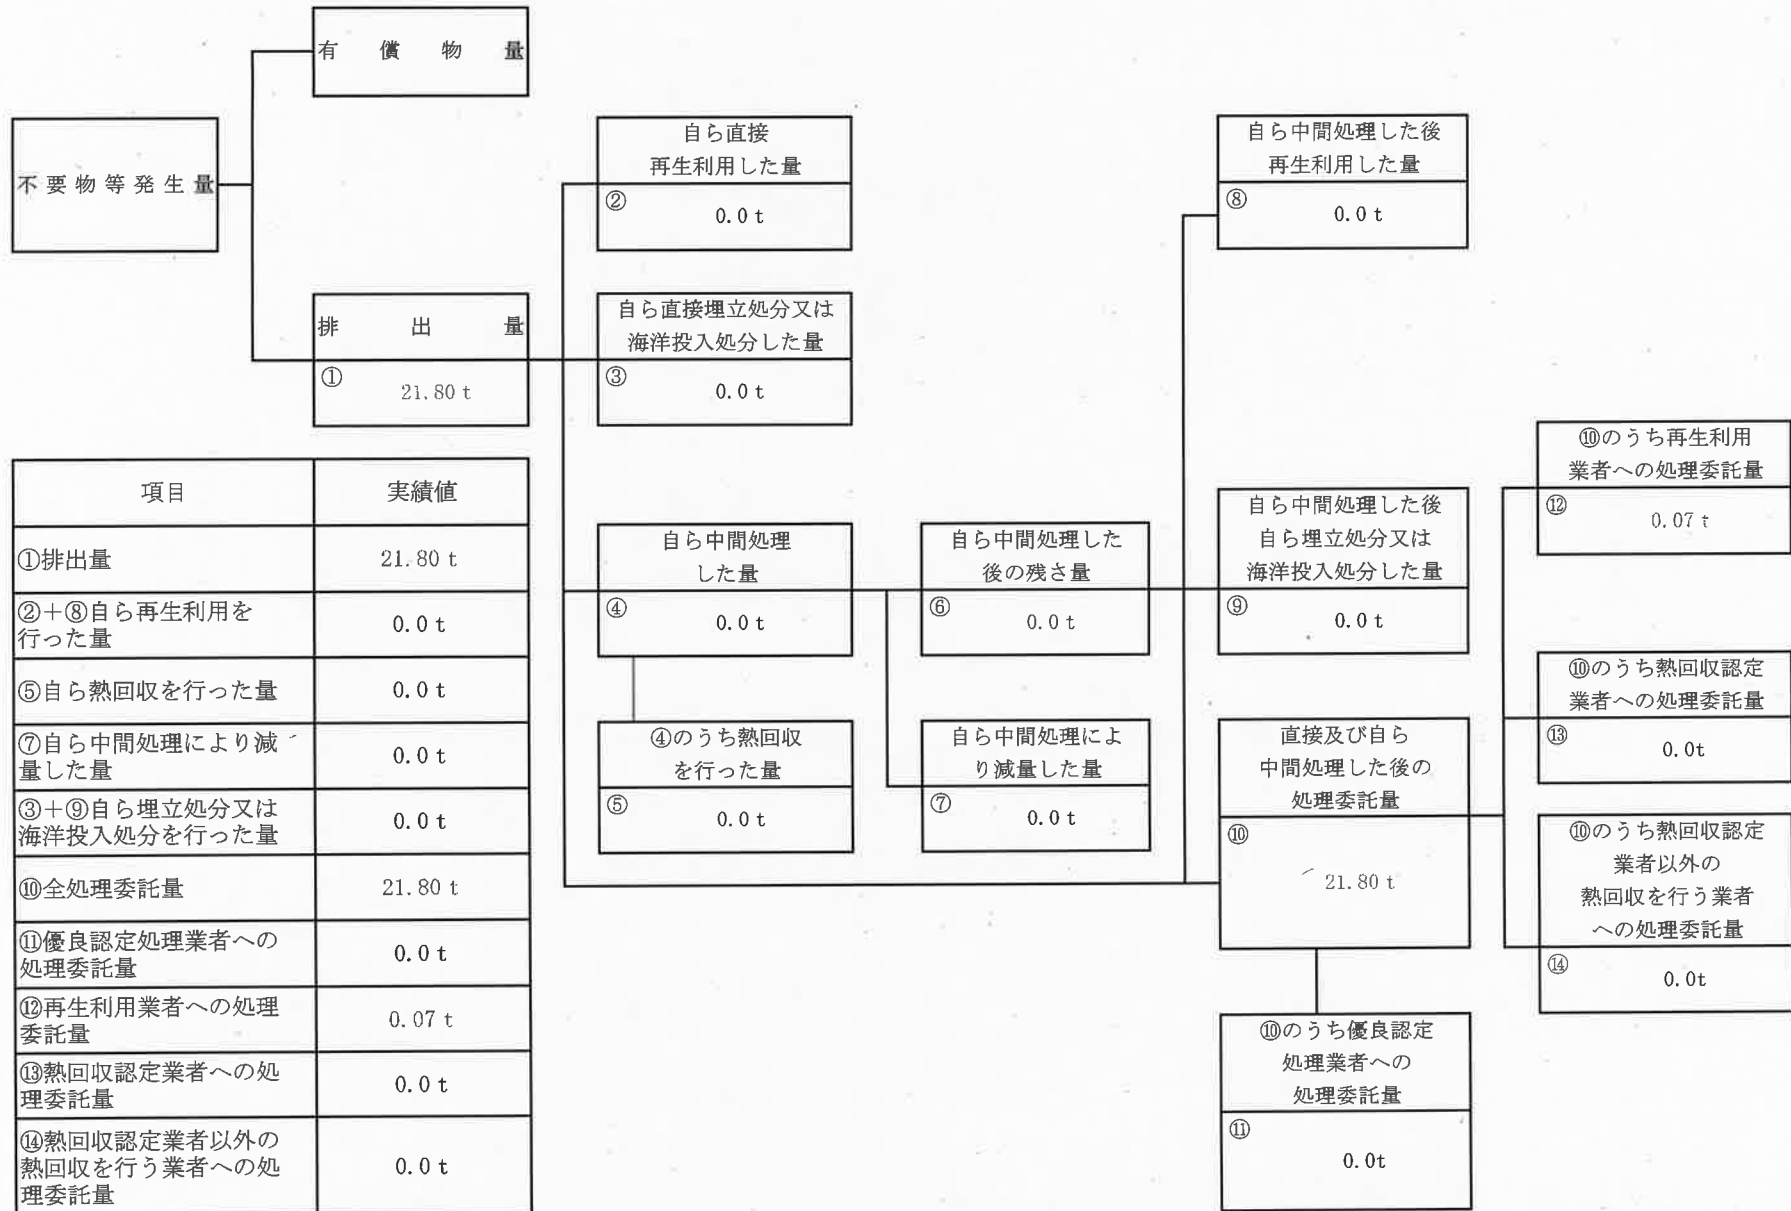 有償物量
不要物等発生量
排出量
① 21.80 t
自ら直接
再生利用した量
② 0.0 t
自ら直接埋立処分又は
海洋投入処分した量
③ 0.0 t
自ら中間処理
した量
④ 0.0 t
④のうち熱回収
を行った量
⑤ 0.0 t
自ら中間処理した
後の残さ量
⑥ 0.0 t
自ら中間処理によ
り減量した量
⑦ 0.0 t
自ら中間処理した後
再生利用した量
⑧ 0.0 t
自ら中間処理した後
自ら埋立処分又は
海洋投入処分した量
⑨ 0.0 t
直接及び自ら
中間処理した後の
処理委託量
⑩
21.80 t
⑩のうち優良認定
処理業者への
処理委託量
⑪
0.0t
⑩のうち再生利用
業者への処理委託量
⑫ 0.07 t
⑩のうち熱回収認定
業者への処理委託量
⑬ 0.0t
⑩のうち熱回収認定
業者以外の
熱回収を行う業者
への処理委託量
⑭ 0.0t
項目 実績値
①排出量 21.80 t
②+⑧自ら再生利用を
行った量 0.0 t
⑤自ら熱回収を行った量 0.0 t
⑦自ら中間処理により減
量した量 0.0 t
③+⑨自ら埋立処分又は
海洋投入処分を行った量 0.0 t
⑩全処理委託量 21.80 t
⑪優良認定処理業者への
処理委託量 0.0 t
⑫再生利用業者への処理
委託量 0.07 t
⑬熱回収認定業者への処
理委託量 0.0 t
⑭熱回収認定業者以外の
熱回収を行う業者への処
理委託量 0.0 t